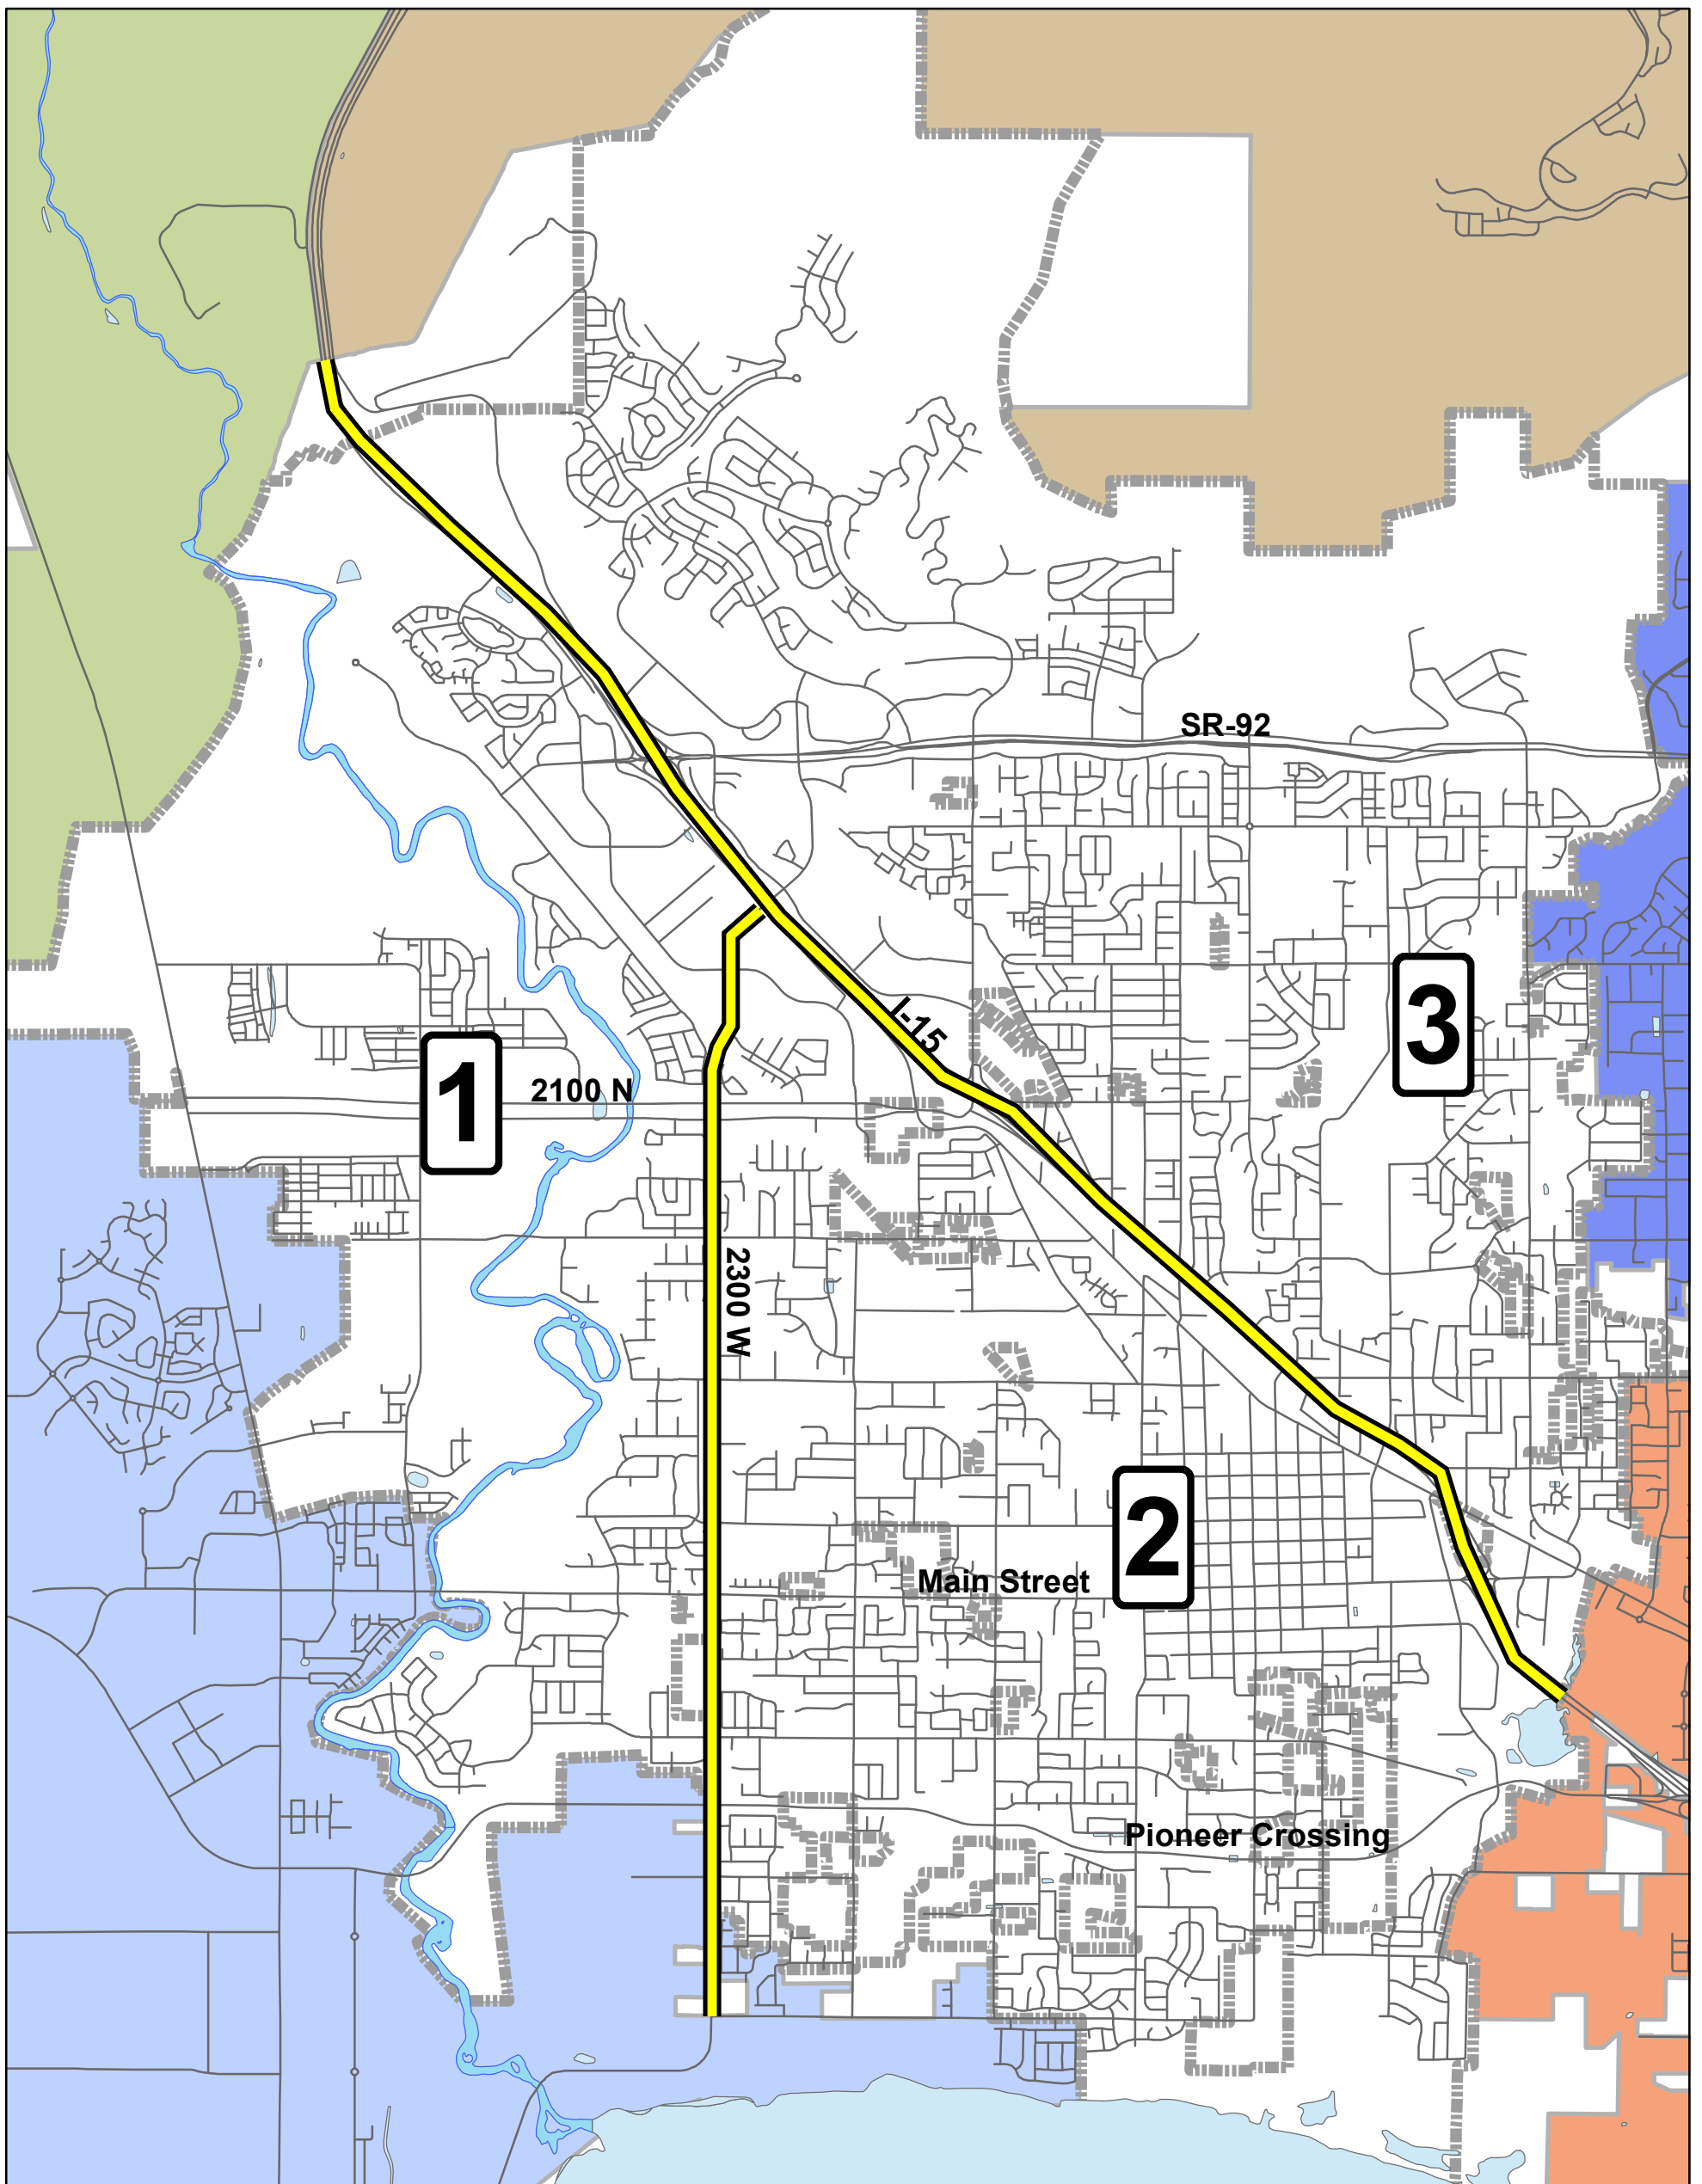 SR-92
3
I-15
1
2100 N
2300 W
2
Main Street
Pioneer Crossing